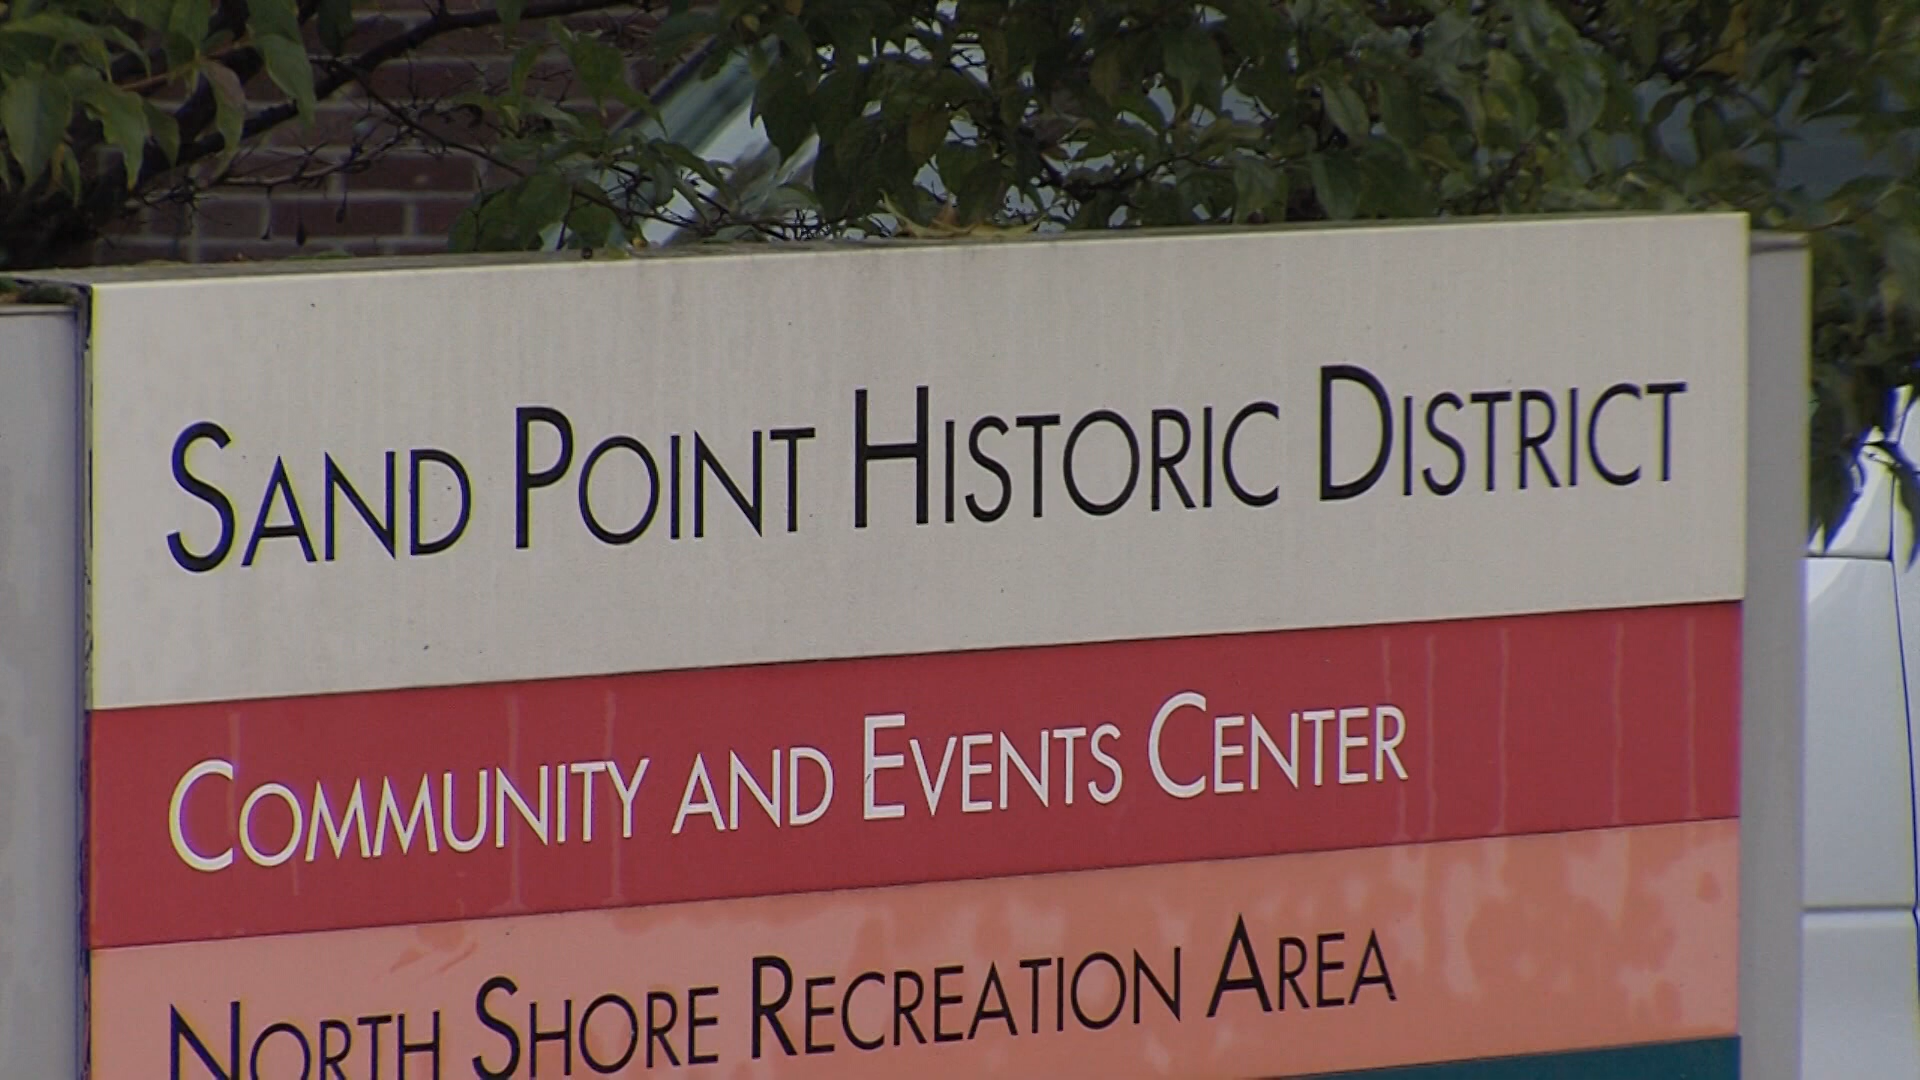 SAND POINT HISTORIC DISTRICT
COMMUNITY AND EVENTS CENTER
NORTH SHORE RECREATION AREA